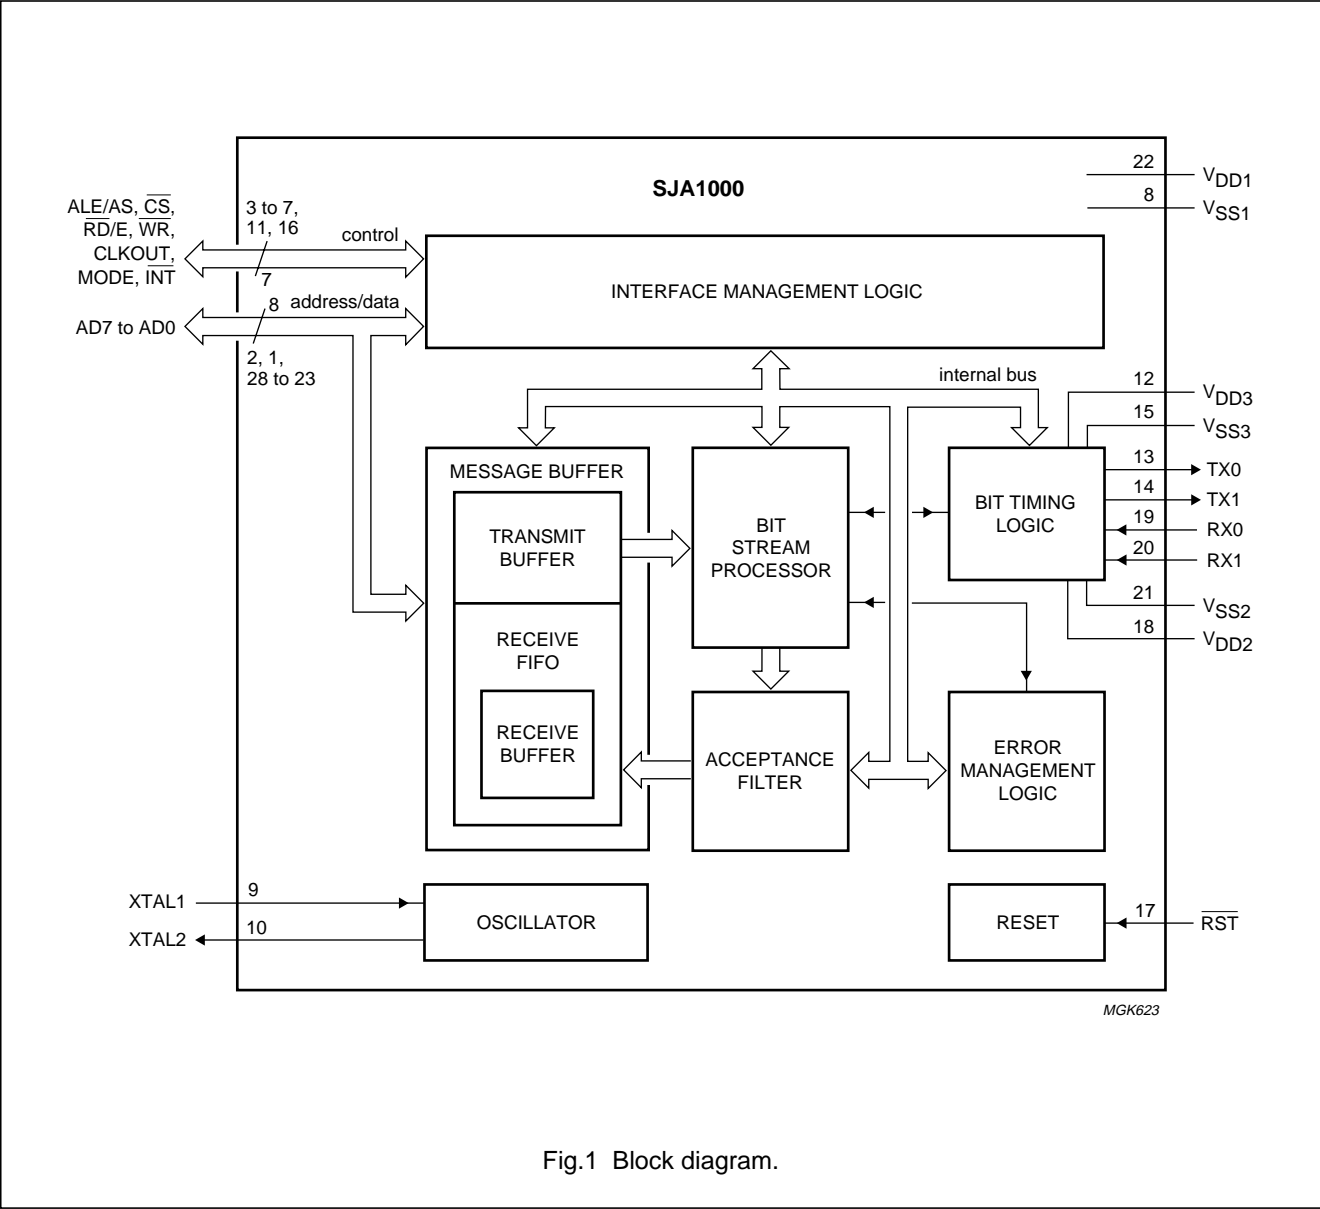 SJA1000
22
VDD1
8
VSS1
ALE/AS, CS,
RD/E, WR,
CLKOUT,
MODE, INT
3 to 7,
11, 16
control
7
8
address/data
AD7 to AD0
2, 1,
28 to 23
INTERFACE MANAGEMENT LOGIC
internal bus
12
VDD3
15
VSS3
13
TX0
14
TX1
19
RX0
20
RX1
21
VSS2
18
VDD2
MESSAGE BUFFER
TRANSMIT
BUFFER
RECEIVE
FIFO
RECEIVE
BUFFER
BIT
STREAM
PROCESSOR
BIT TIMING
LOGIC
ACCEPTANCE
FILTER
ERROR
MANAGEMENT
LOGIC
XTAL1
9
XTAL2
10
OSCILLATOR
RESET
17
RST
MGK623
Fig.1 Block diagram.